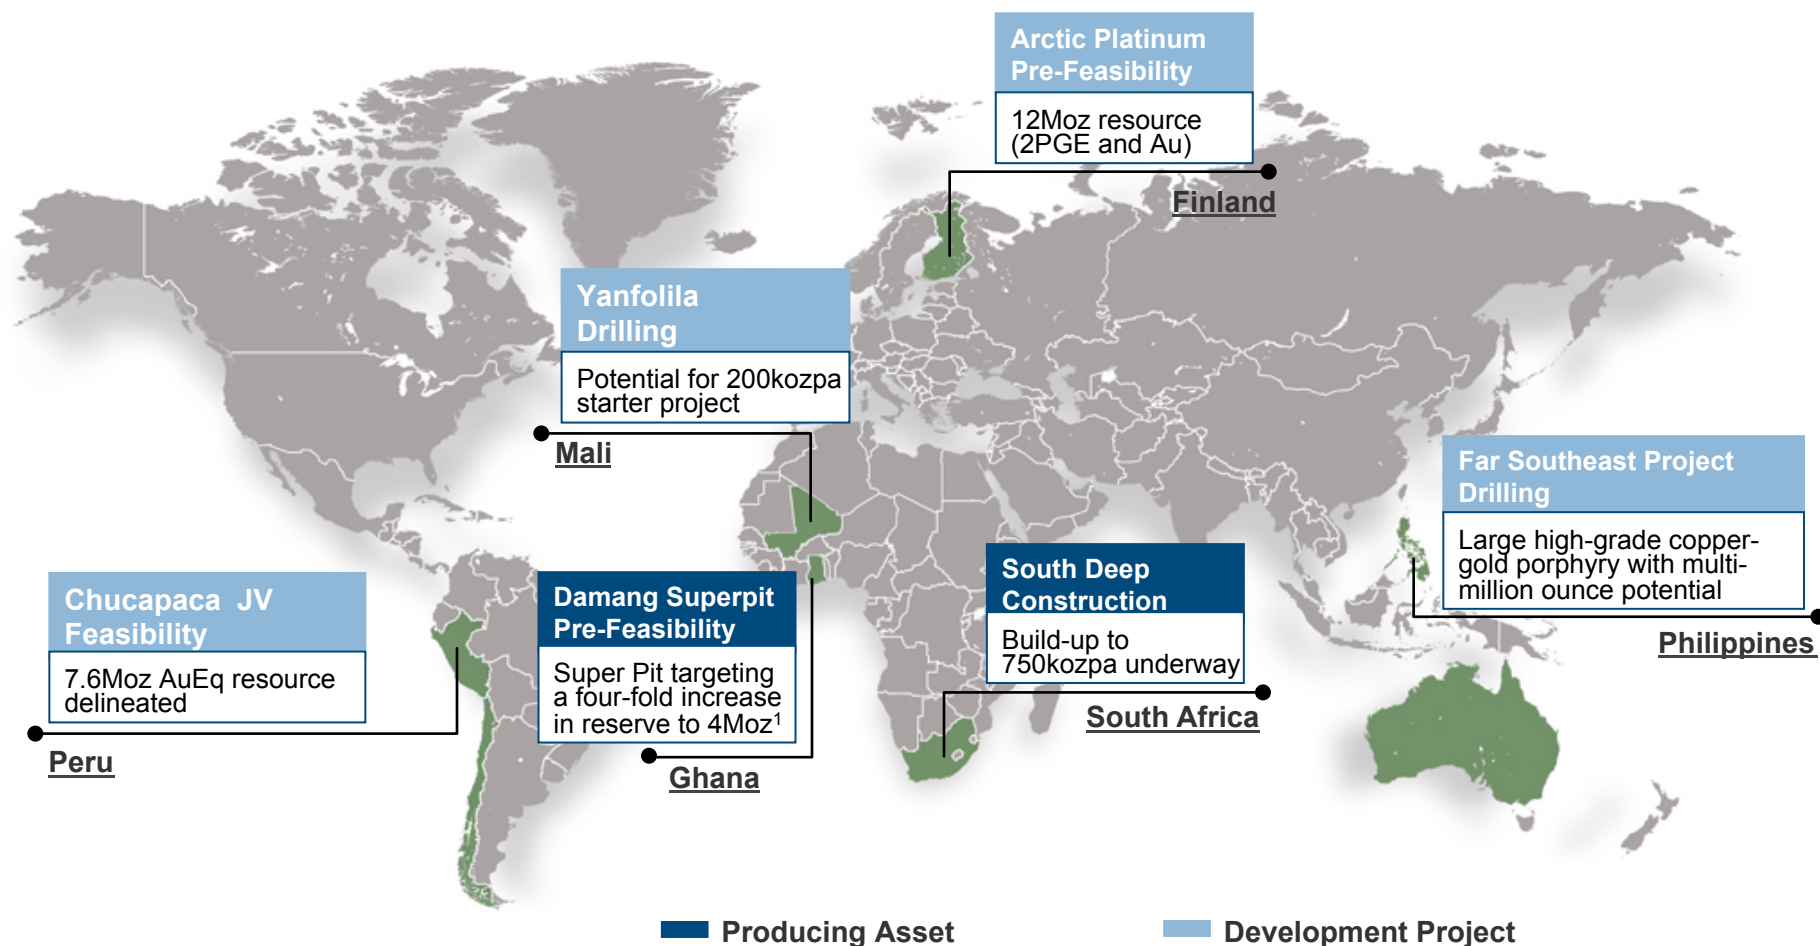 Arctic Platinum
Pre-Feasibility
12Moz resource
(2PGE and Au)
Finland
Yanfolila
Drilling
Potential for 200kozpa
starter project
Mali
Far Southeast Project
Drilling
Large high-grade copper-
gold porphyry with multi-
million ounce potential
Philippines
Chucapaca JV
Feasibility
7.6Moz AuEq resource
delineated
Peru
Damang Superpit
Pre-Feasibility
Super Pit targeting
a four-fold increase
in reserve to 4Moz¹
Ghana
South Deep
Construction
Build-up to
750kozpa underway
South Africa
Producing Asset
Development Project